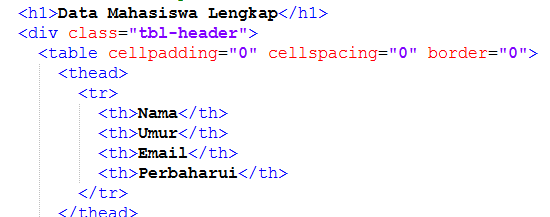 <h1>Data Mahasiswa Lengkap</h1>
<div class="tbl-header">
<table cellpadding="0" cellspacing="0" border="0">
<thead>
<tr>
<th>Nama</th>
<th>Umur</th>
<th>Email</th>
<th>Perbaharui</th>
</tr>
</thead>